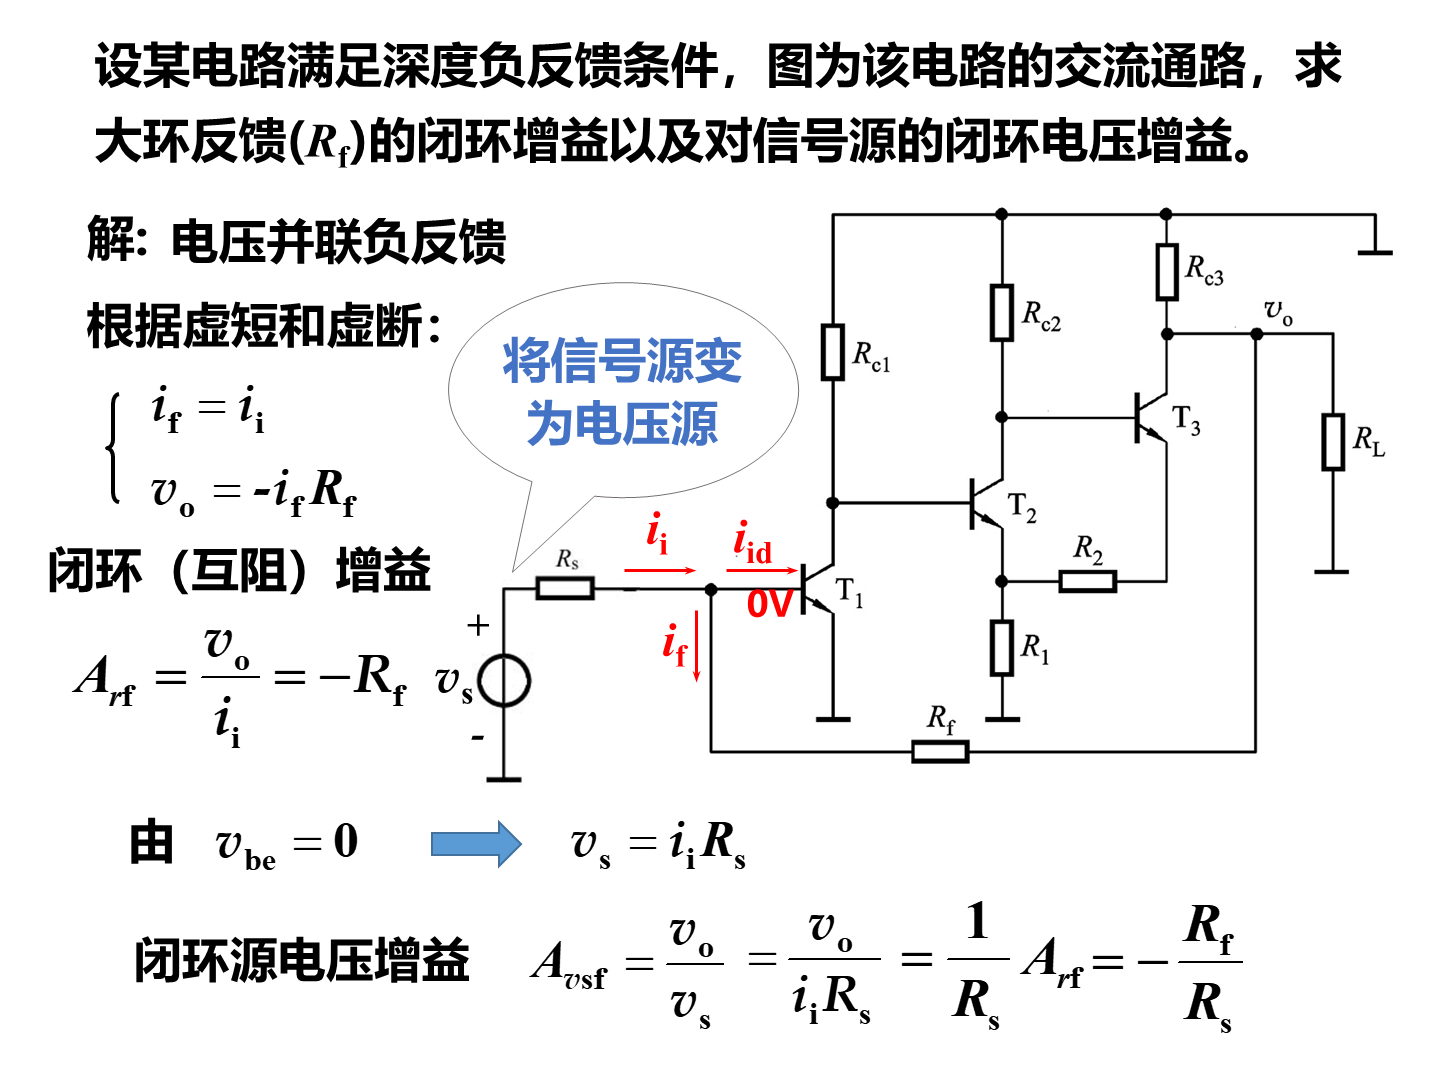 设某电路满足深度负反馈条件，图为该电路的交流通路，求
大环反馈(Rf)的闭环增益以及对信号源的闭环电压增益。
解: 电压并联负反馈
根据虚短和虚断：
将信号源变
为电压源
if = ii
vo = -if Rf
闭环（互阻）增益
Arf = vo / ii = −Rf
Rc1
Rc2
Rc3
vo
T3
RL
T2
R2
T1
R1
Rf
Rs
ii
iid
0V
if
+
vs
-
由 vbe = 0 vs = ii Rs
闭环源电压增益 Avsf = vo / vs = vo / ii Rs = 1 / Rs Arf = − Rf / Rs